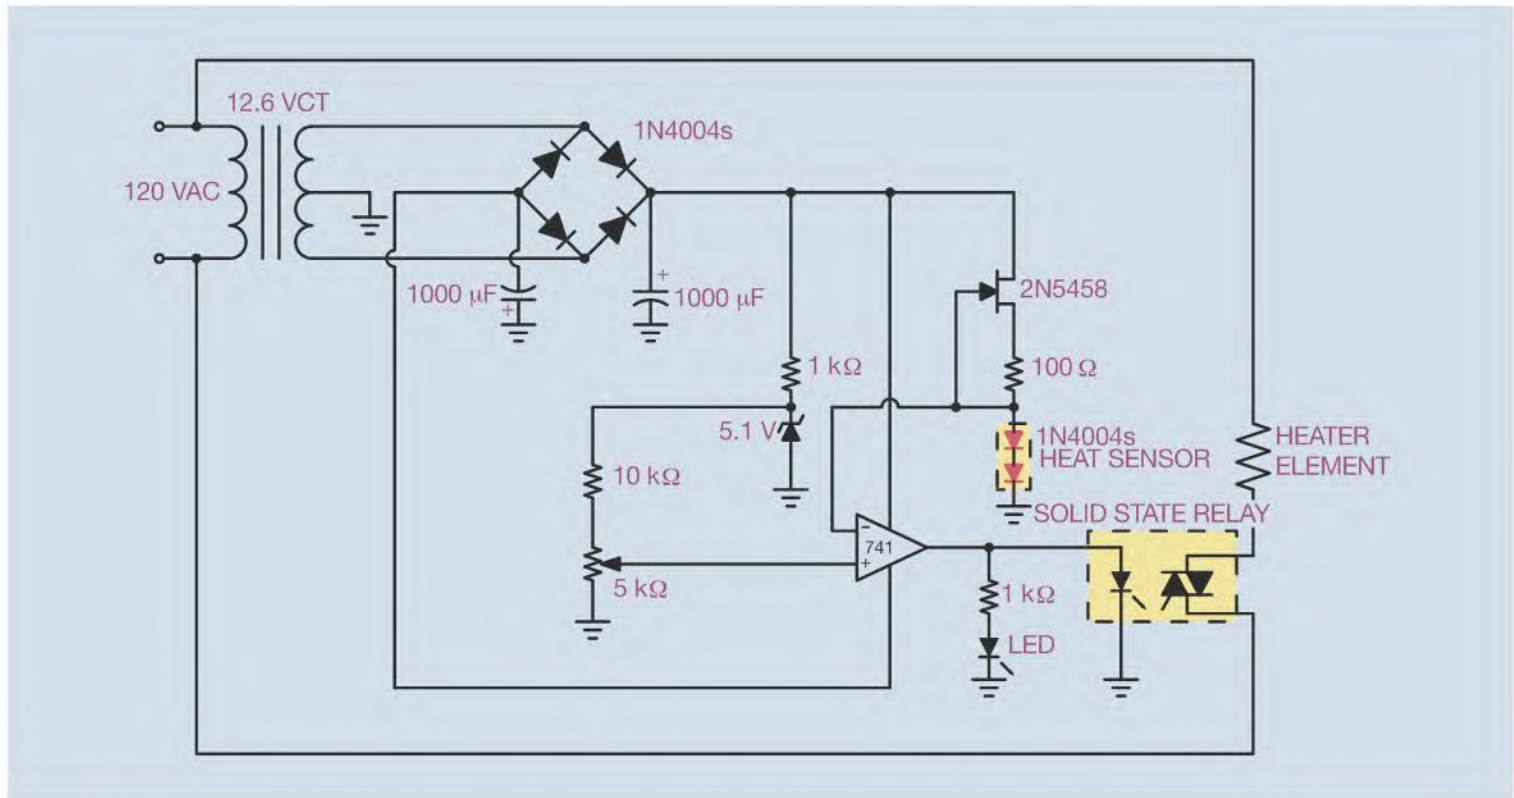 12.6 VCT
1N4004s
120 VAC
+
1000 µF
+
1000 µF
2N5458
1 kΩ
100 Ω
5.1 V
1N4004s
HEAT SENSOR
HEATER
ELEMENT
10 kΩ
SOLID STATE RELAY
−
741
+
5 kΩ
1 kΩ
LED